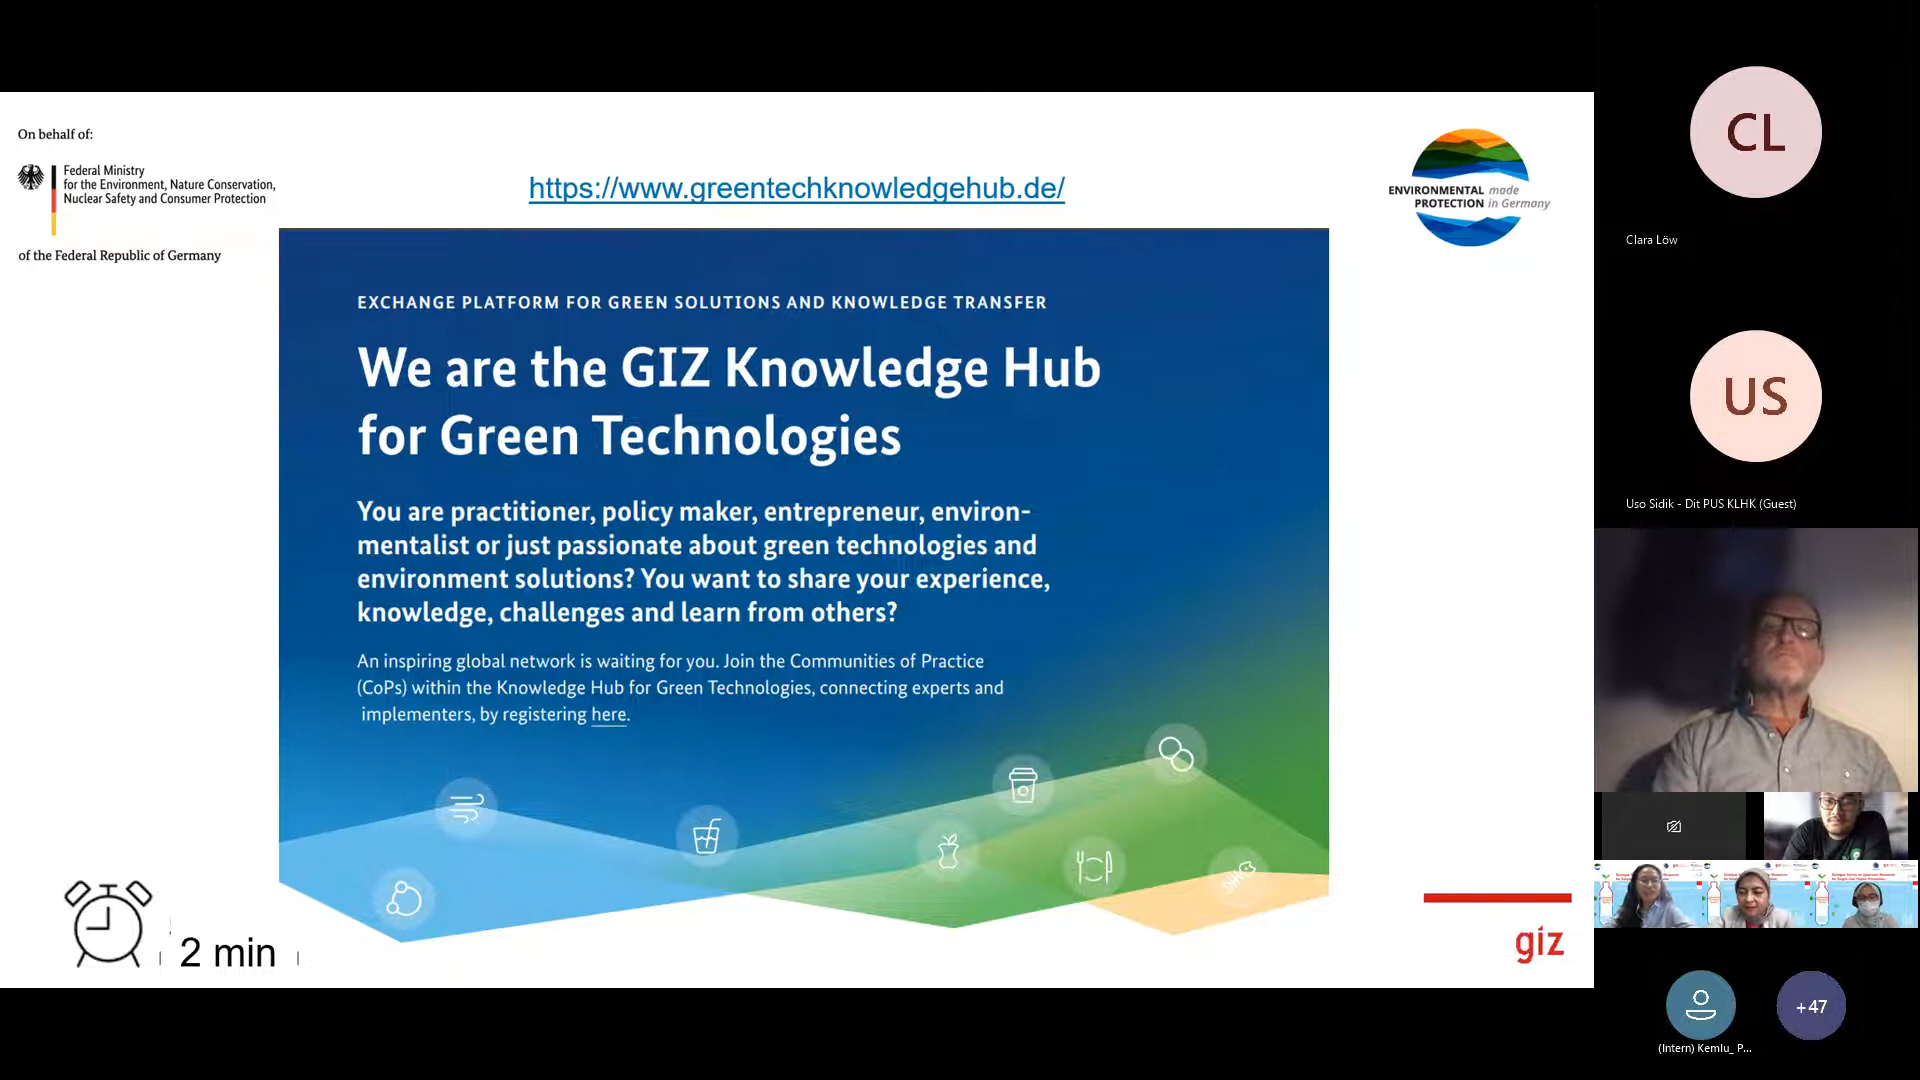 On behalf of:
Federal Ministry
for the Environment, Nature Conservation,
Nuclear Safety and Consumer Protection
of the Federal Republic of Germany
https://www.greentechknowledgehub.de/
ENVIRONMENTAL made
PROTECTION in Germany
EXCHANGE PLATFORM FOR GREEN SOLUTIONS AND KNOWLEDGE TRANSFER
We are the GIZ Knowledge Hub
for Green Technologies
You are practitioner, policy maker, entrepreneur, environ-
mentalist or just passionate about green technologies and
environment solutions? You want to share your experience,
knowledge, challenges and learn from others?
An inspiring global network is waiting for you. Join the Communities of Practice
(CoPs) within the Knowledge Hub for Green Technologies, connecting experts and
implementers, by registering here.
2 min
giz
CL
Clara Löw
US
Uso Sidik - Dit PUS KLHK (Guest)
+47
(Intern) Kemlu_ P...